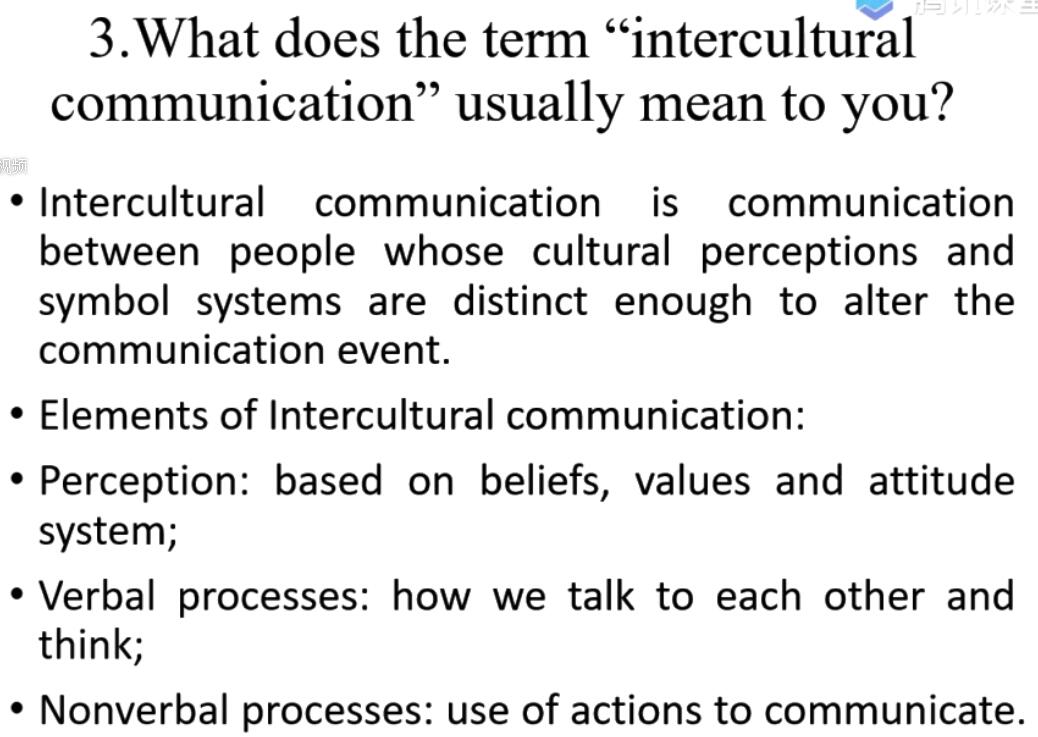 腾讯课堂
3.What does the term “intercultural
communication” usually mean to you?
视频
• Intercultural communication is communication
between people whose cultural perceptions and
symbol systems are distinct enough to alter the
communication event.
• Elements of Intercultural communication:
• Perception: based on beliefs, values and attitude
system;
• Verbal processes: how we talk to each other and
think;
• Nonverbal processes: use of actions to communicate.